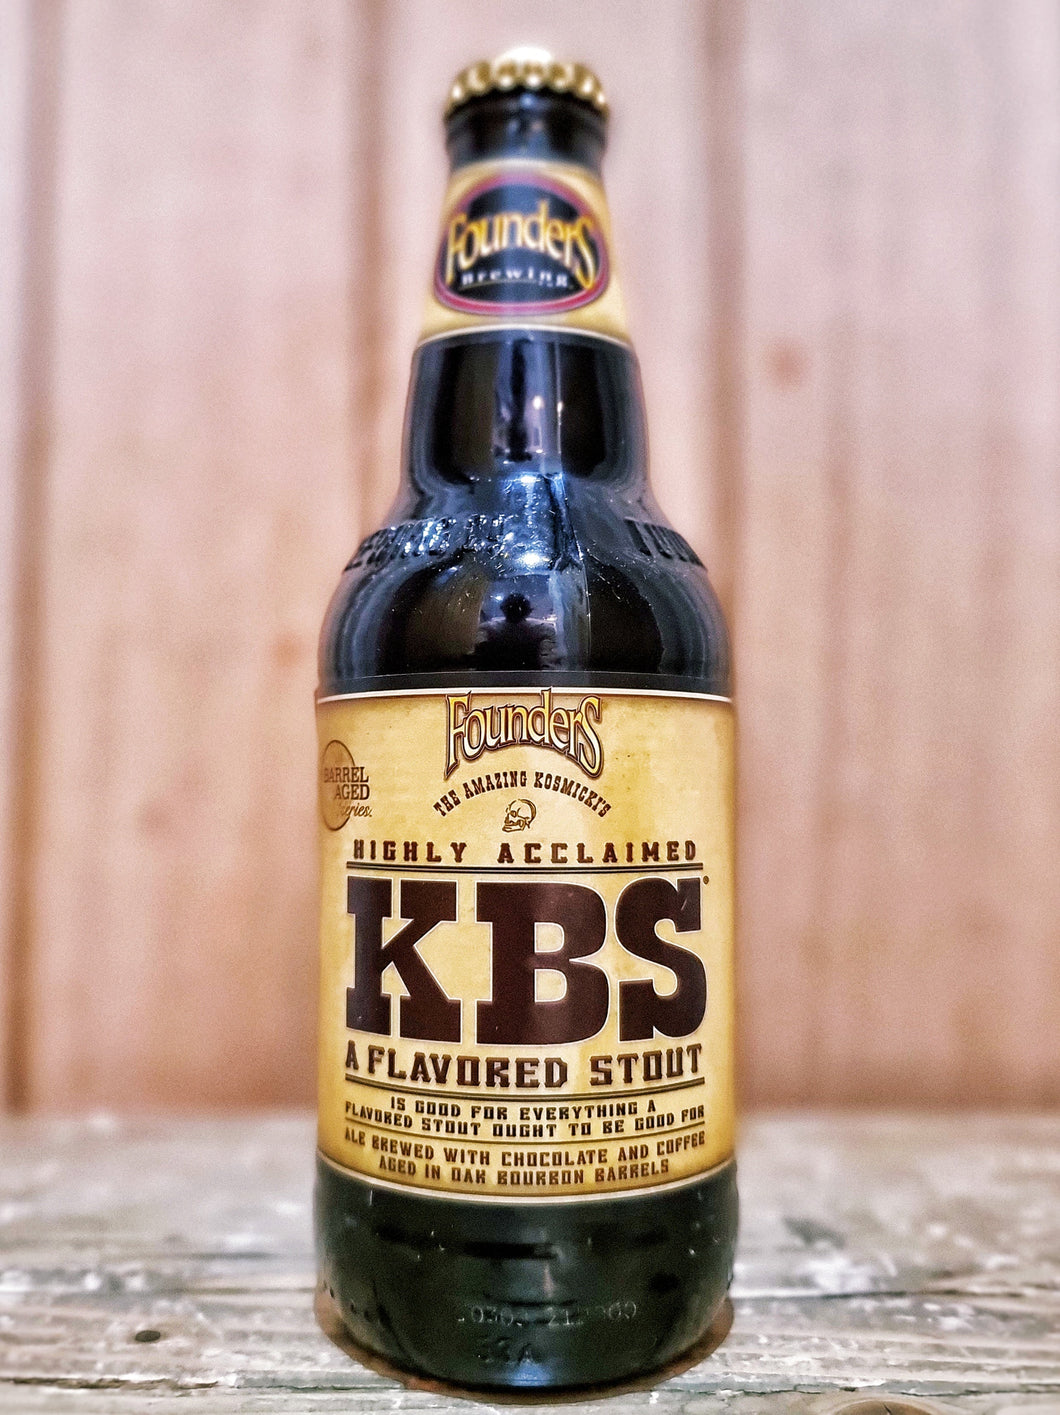 FounderS
Brewing
FounderS
BARREL
AGED
series.
THE AMAZING KOSMICKI'S
HIGHLY ACCLAIMED
KBS®
A FLAVORED STOUT
IS GOOD FOR EVERYTHING A
FLAVORED STOUT OUGHT TO BE GOOD FOR
ALE BREWED WITH CHOCOLATE AND COFFEE
AGED IN OAK BOURBON BARRELS